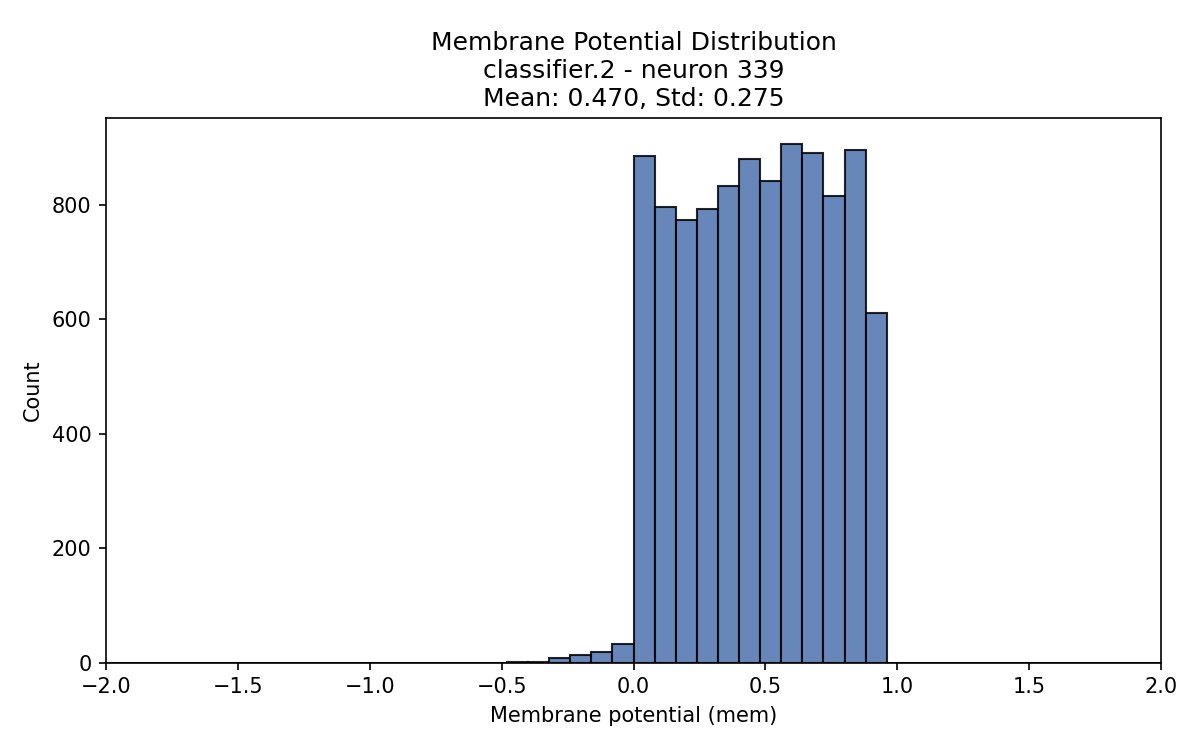 Membrane Potential Distribution
classifier.2 - neuron 339
Mean: 0.470, Std: 0.275
800
600
400
200
0
Count
−2.0 −1.5 −1.0 −0.5 0.0 0.5 1.0 1.5 2.0
Membrane potential (mem)